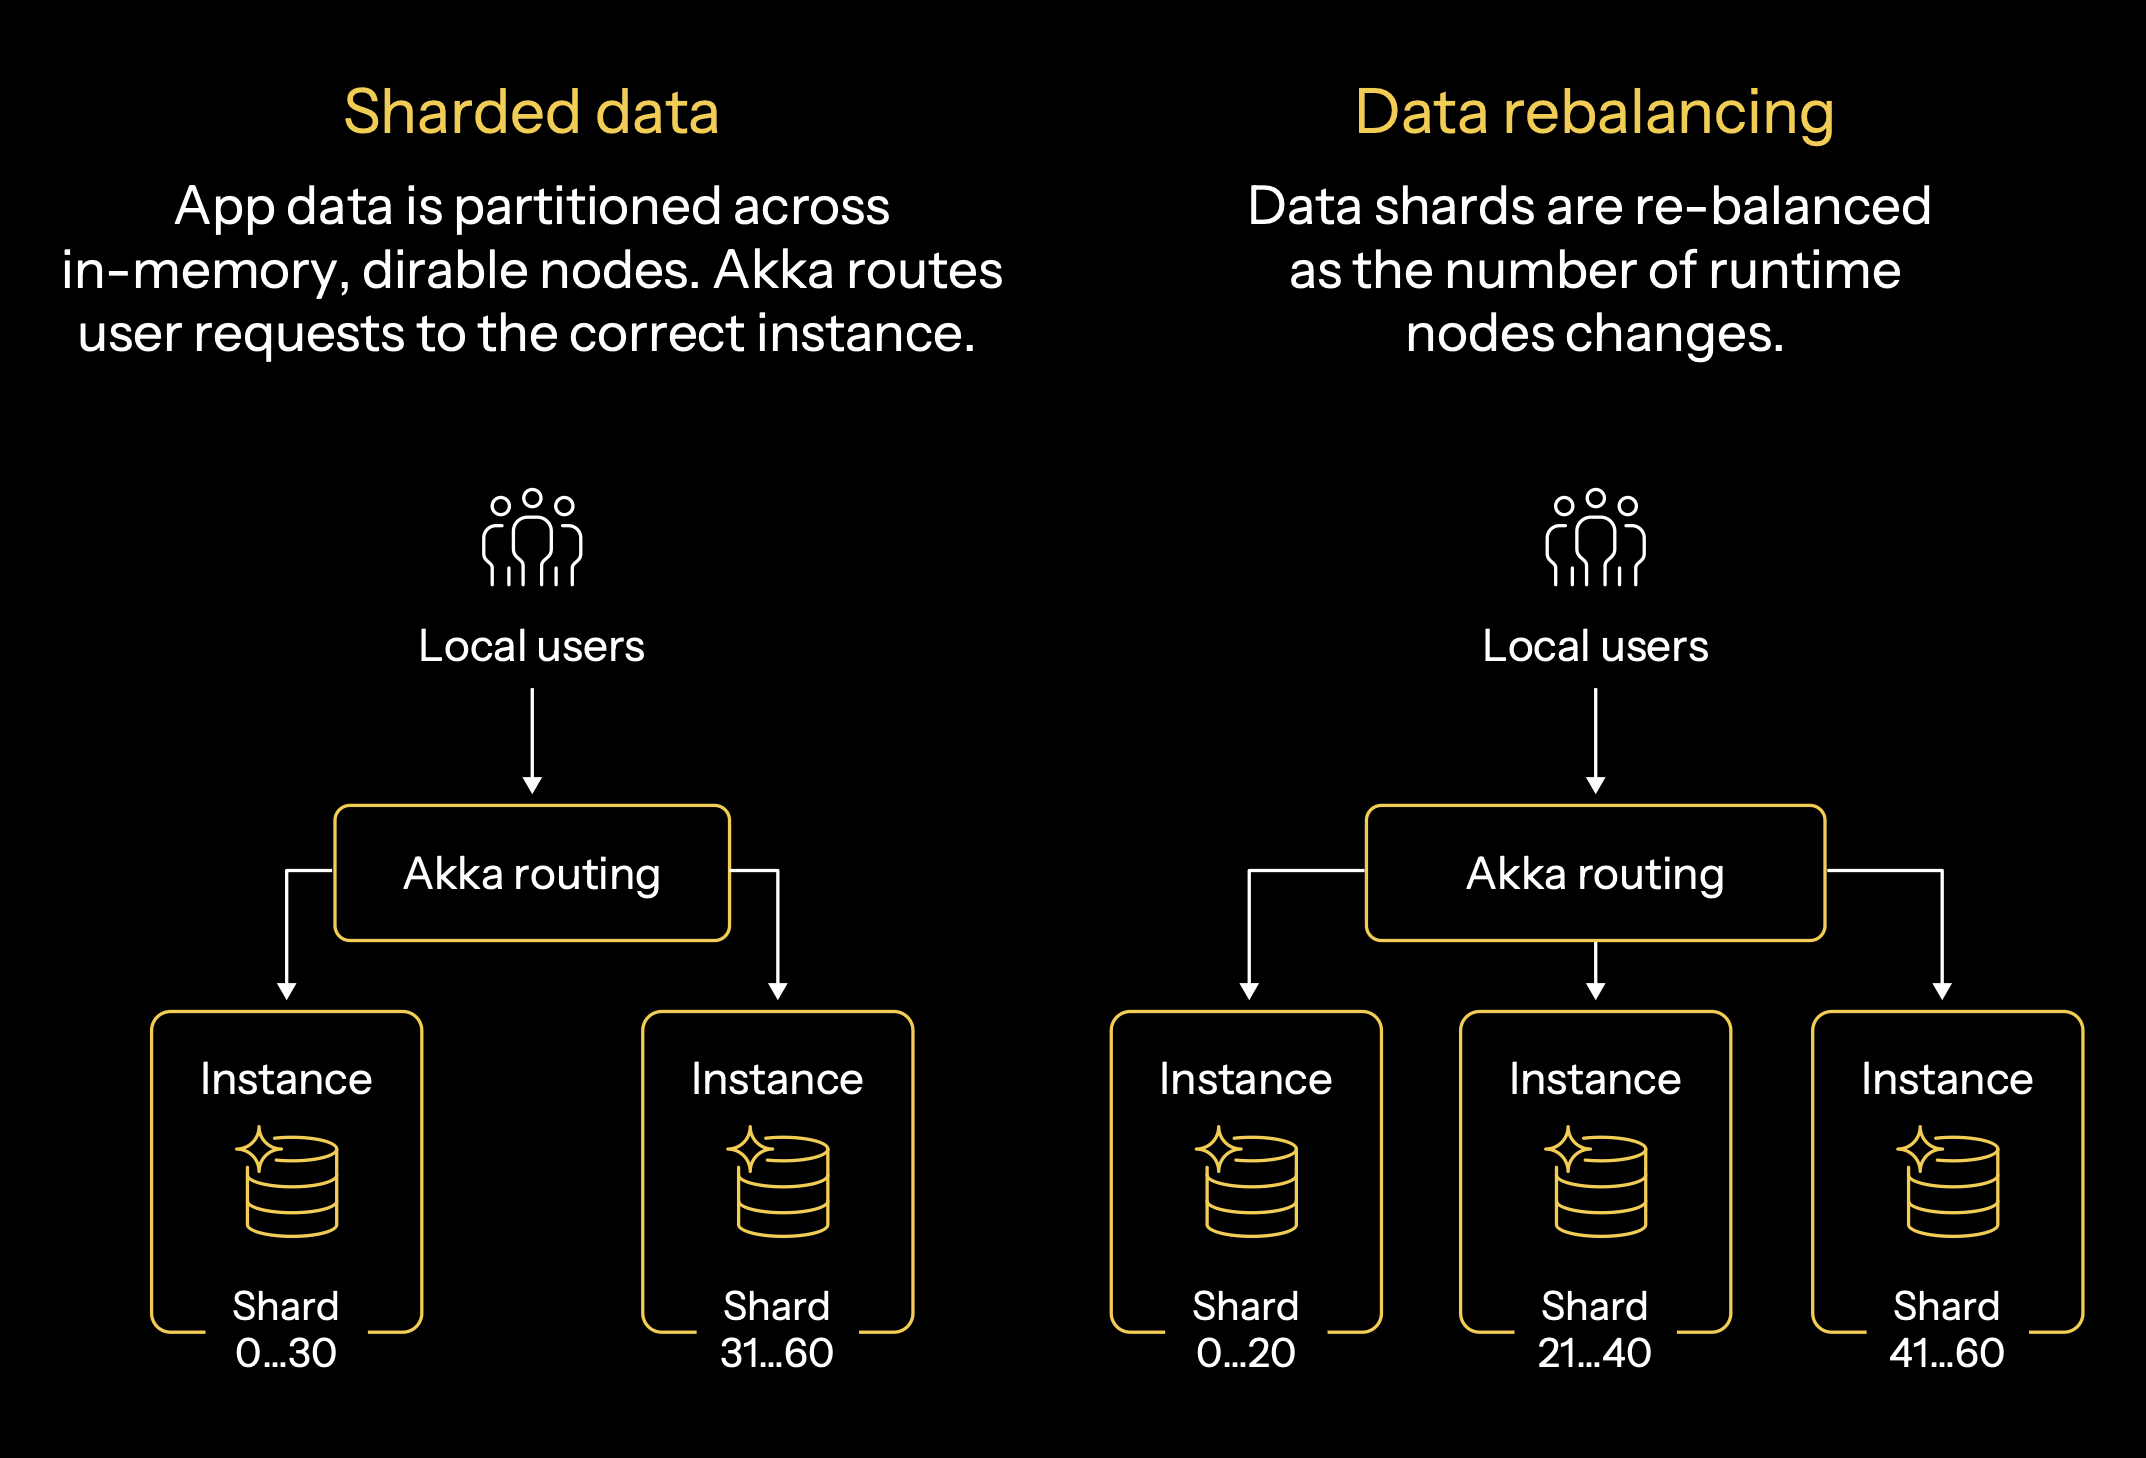 Sharded data
App data is partitioned across
in-memory, dirable nodes. Akka routes
user requests to the correct instance.
Local users
Akka routing
Instance
Shard
0...30
Instance
Shard
31...60
Data rebalancing
Data shards are re-balanced
as the number of runtime
nodes changes.
Local users
Akka routing
Instance
Shard
0...20
Instance
Shard
21...40
Instance
Shard
41...60